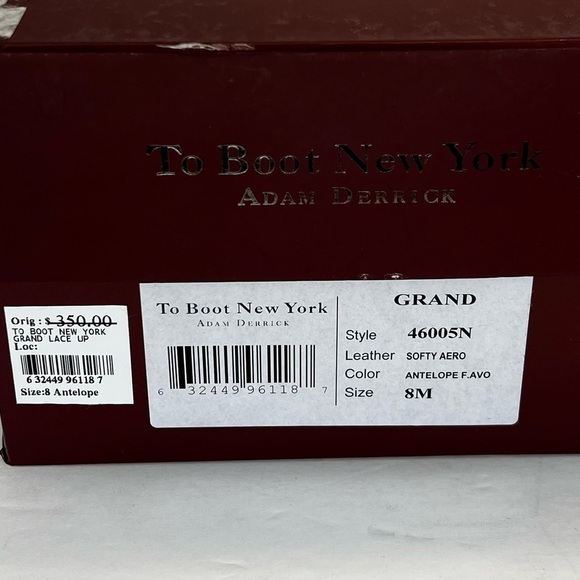 To Boot New York
ADAM DERRICK
Orig : $ 350.00
TO BOOT NEW YORK
GRAND LACE UP
Loc:
6 32449 96118 7
Size:8 Antelope
To Boot New York
ADAM DERRICK
6 32449 96118 7
GRAND
Style 46005N
Leather SOFTY AERO
Color ANTELOPE F.AVO
Size 8M